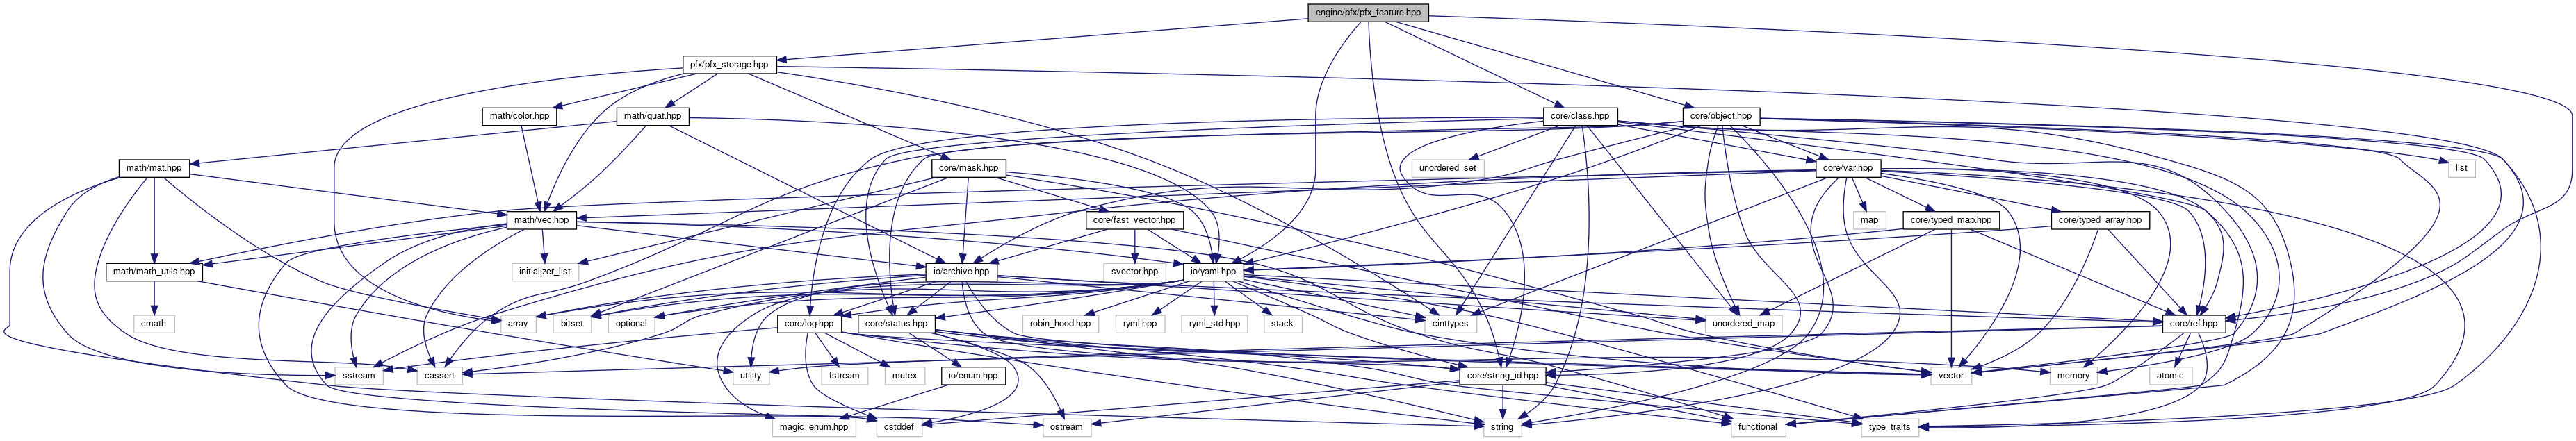 engine/pfx/pfx_feature.hpp
pfx/pfx_storage.hpp
math/color.hpp
math/quat.hpp
core/class.hpp
core/object.hpp
math/mat.hpp
core/mask.hpp
unordered_set
core/var.hpp
list
math/vec.hpp
core/fast_vector.hpp
map
core/typed_map.hpp
core/typed_array.hpp
math/math_utils.hpp
initializer_list
io/archive.hpp
svector.hpp
io/yaml.hpp
cmath
array
bitset
optional
core/log.hpp
core/status.hpp
robin_hood.hpp
ryml.hpp
ryml_std.hpp
stack
cinttypes
unordered_map
core/ref.hpp
sstream
cassert
utility
fstream
mutex
io/enum.hpp
core/string_id.hpp
vector
memory
atomic
magic_enum.hpp
cstddef
ostream
string
functional
type_traits